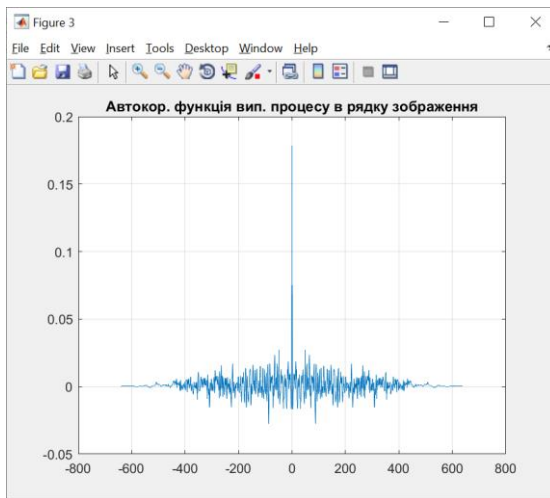 Figure 3
File Edit View Insert Tools Desktop Window Help
Автокор. функція вип. процесу в рядку зображення
0.2
0.15
0.1
0.05
0
-0.05
-800 -600 -400 -200 0 200 400 600 800